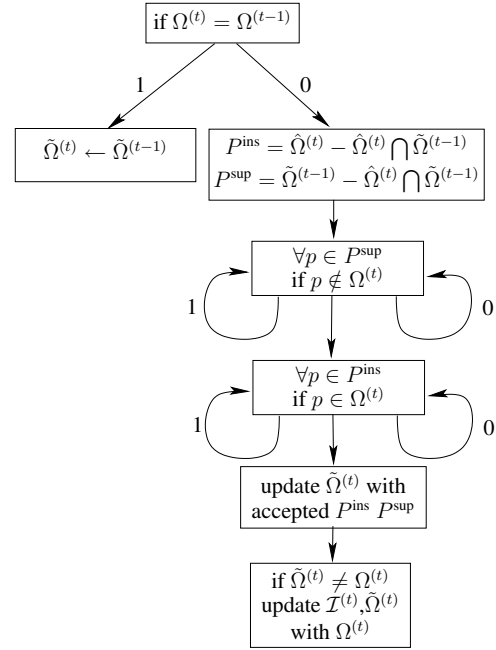 if Ω^(t) = Ω^(t−1)
1
0
Ω̃^(t) ← Ω̃^(t−1)
P^ins = Ω̂^(t) − Ω̂^(t) ⋂ Ω̃^(t−1)
P^sup = Ω̃^(t−1) − Ω̂^(t) ⋂ Ω̃^(t−1)
∀p ∈ P^sup
if p ∉ Ω^(t)
1
0
∀p ∈ P^ins
if p ∈ Ω^(t)
1
0
update Ω̃^(t) with
accepted P^ins P^sup
if Ω̃^(t) ≠ Ω^(t)
update 𝓘^(t),Ω̃^(t)
with Ω^(t)